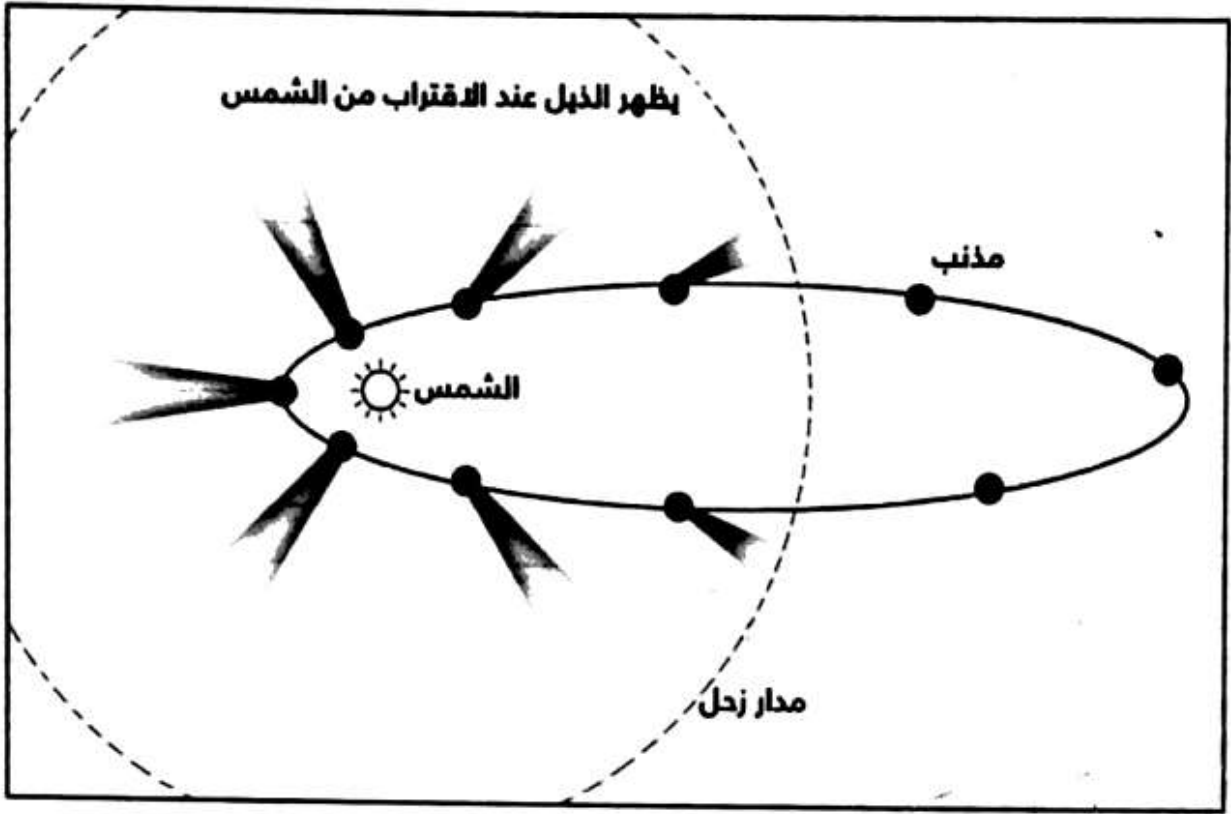 يظهر الذيل عند الاقتراب من الشمس
مذنب
الشمس
مدار زحل